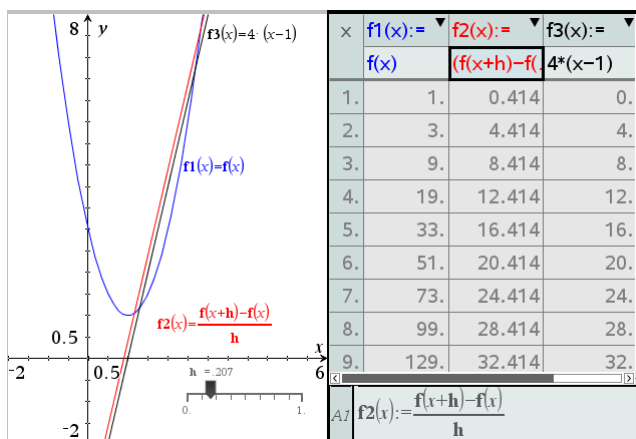 8 y
f3(x)=4·(x−1)
f1(x)=f(x)
f2(x)=f(x+h)−f(x)
h
0.5
x
-2 0.5 6
h =.207
0. 1.
-2
x f1(x):= ▼ f2(x):= ▼ f3(x):= ▼
f(x) (f(x+h)−f(. 4*(x−1)
1. 1. 0.414 0.
2. 3. 4.414 4.
3. 9. 8.414 8.
4. 19. 12.414 12.
5. 33. 16.414 16.
6. 51. 20.414 20.
7. 73. 24.414 24.
8. 99. 28.414 28.
9. 129. 32.414 32.
A1 f2(x):=f(x+h)−f(x)
h